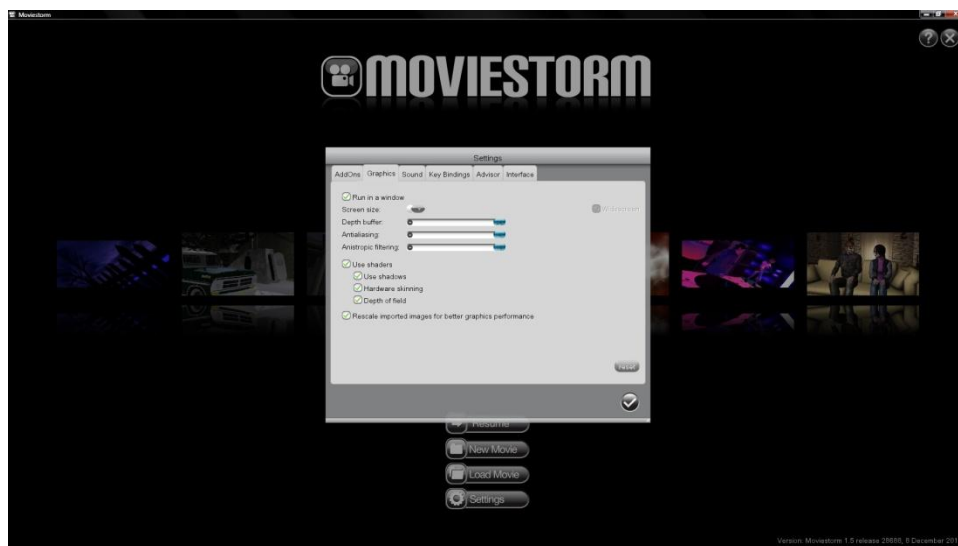 Moviestorm
MOVIESTORM
Settings
AddOns Graphics Sound Key Bindings Advisor Interface
Run in a window
Screen size:
Depth buffer:
Antialiasing:
Anistropic filtering:
Use shaders
Use shadows
Hardware skinning
Depth of field
Rescale imported images for better graphics performance
Reset
Resume
New Movie
Load Movie
Settings
Version: Moviestorm 1.5 release 28686, 8 December 201